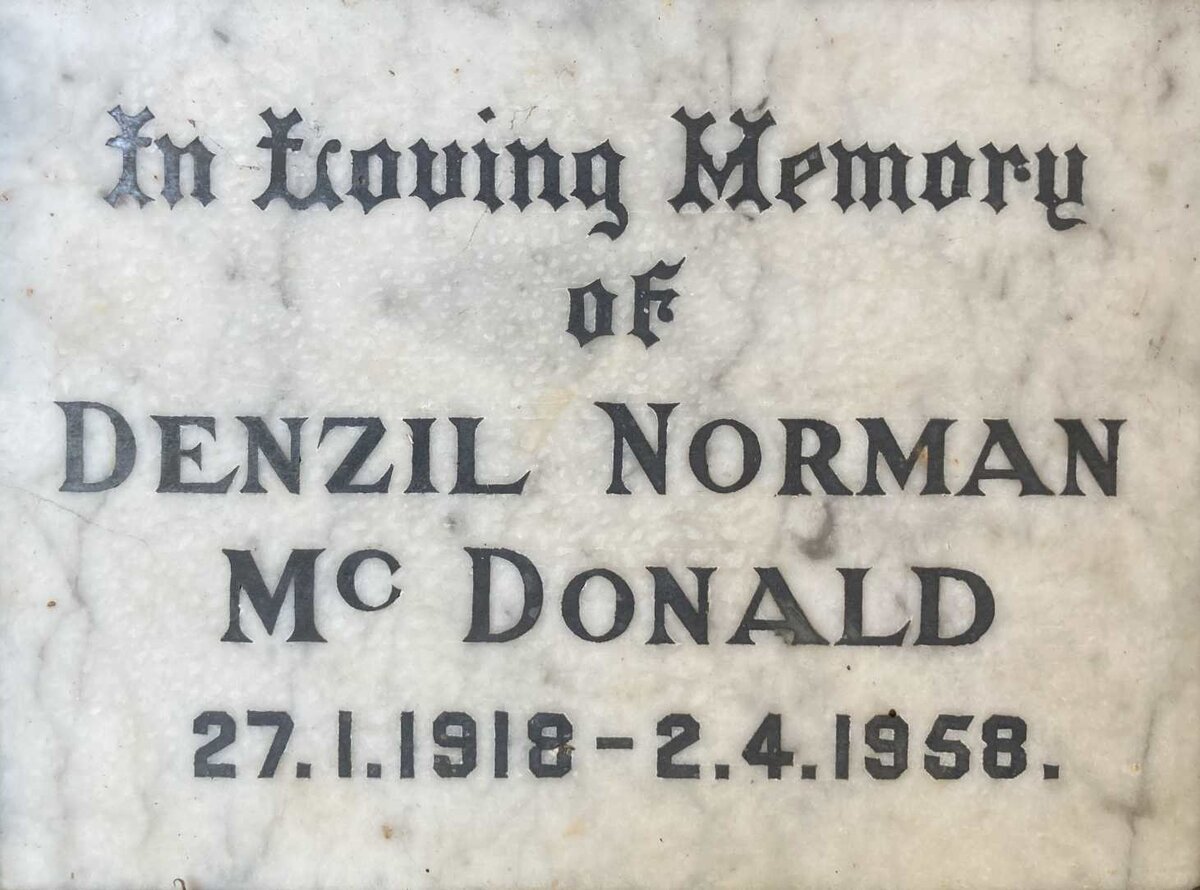 In Loving Memory
of
DENZIL NORMAN
Mc DONALD
27.1.1918 - 2.4.1958.